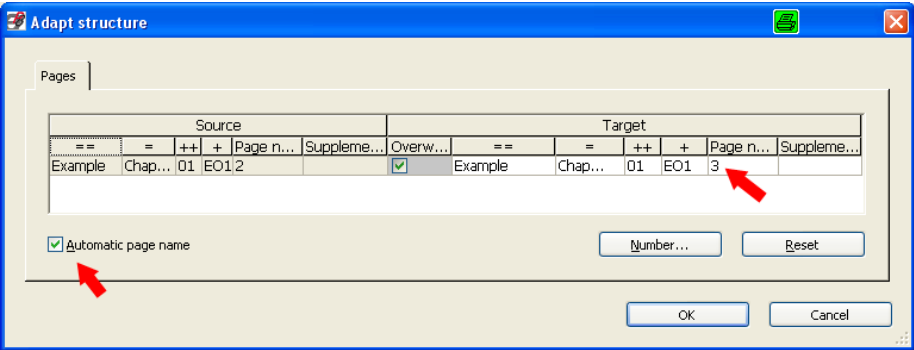 Adapt structure
Pages
Source Target
== = ++ + Page n... Suppleme... Overw... == = ++ + Page n... Suppleme...
Example Chap... 01 EO1 2 Example Chap... 01 EO1 3
Automatic page name Number... Reset
OK Cancel